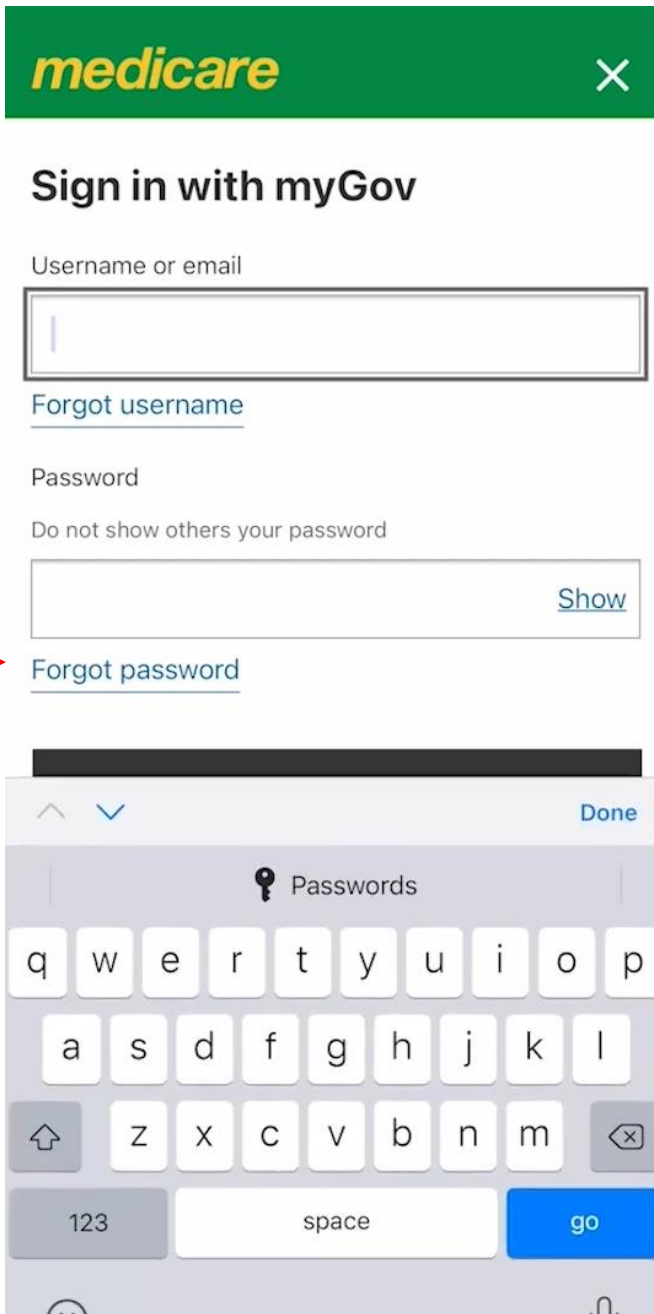 medicare
Sign in with myGov
Username or email
Forgot username
Password
Do not show others your password
Show
Forgot password
Done
Passwords
q w e r t y u i o p
a s d f g h j k l
z x c v b n m
123 space go